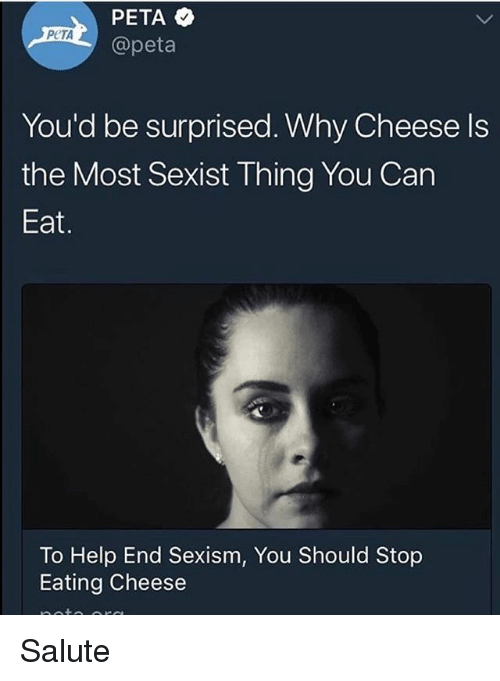 PETA
PETA
@peta
You'd be surprised. Why Cheese Is
the Most Sexist Thing You Can
Eat.
To Help End Sexism, You Should Stop
Eating Cheese
Salute